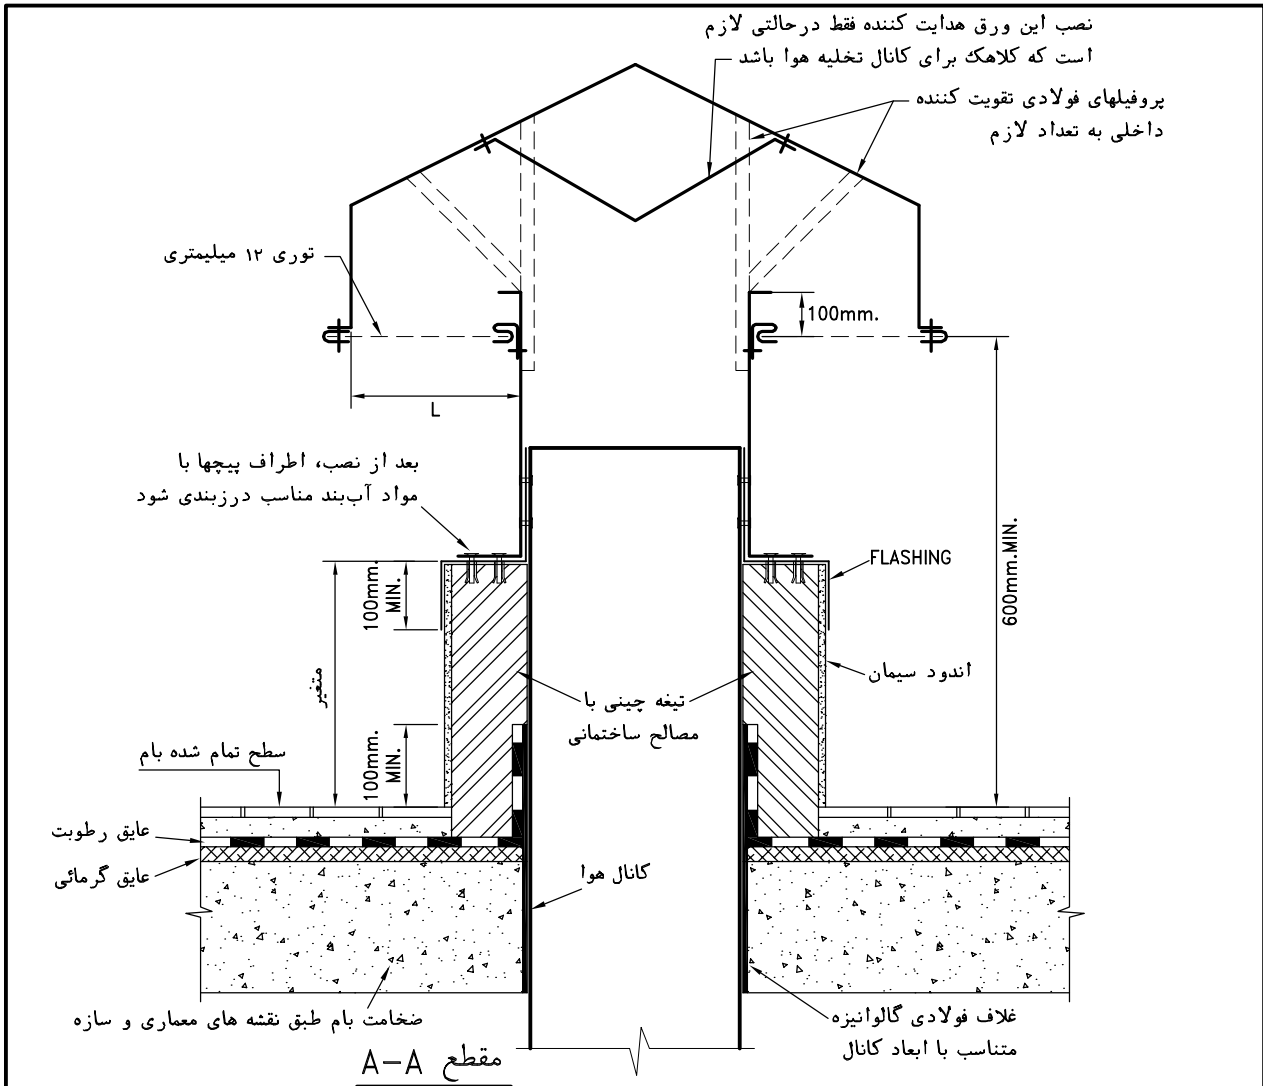 نصب این ورق هدایت کننده فقط درحالتی لازم
است که کلاهک برای کانال تخلیه هوا باشد
پروفیلهای فولادی تقویت کننده
داخلی به تعداد لازم
توری ۱۲ میلیمتری
100mm.
L
بعد از نصب، اطراف پیچها با
مواد آب‌بند مناسب درزبندی شود
FLASHING
100mm.
MIN.
600mm.MIN.
متغیر
اندود سیمان
تیغه چینی با
مصالح ساختمانی
100mm.
MIN.
سطح تمام شده بام
عایق رطوبت
عایق گرمائی
کانال هوا
ضخامت بام طبق نقشه های معماری و سازه
غلاف فولادی گالوانیزه
متناسب با ابعاد کانال
مقطع A-A